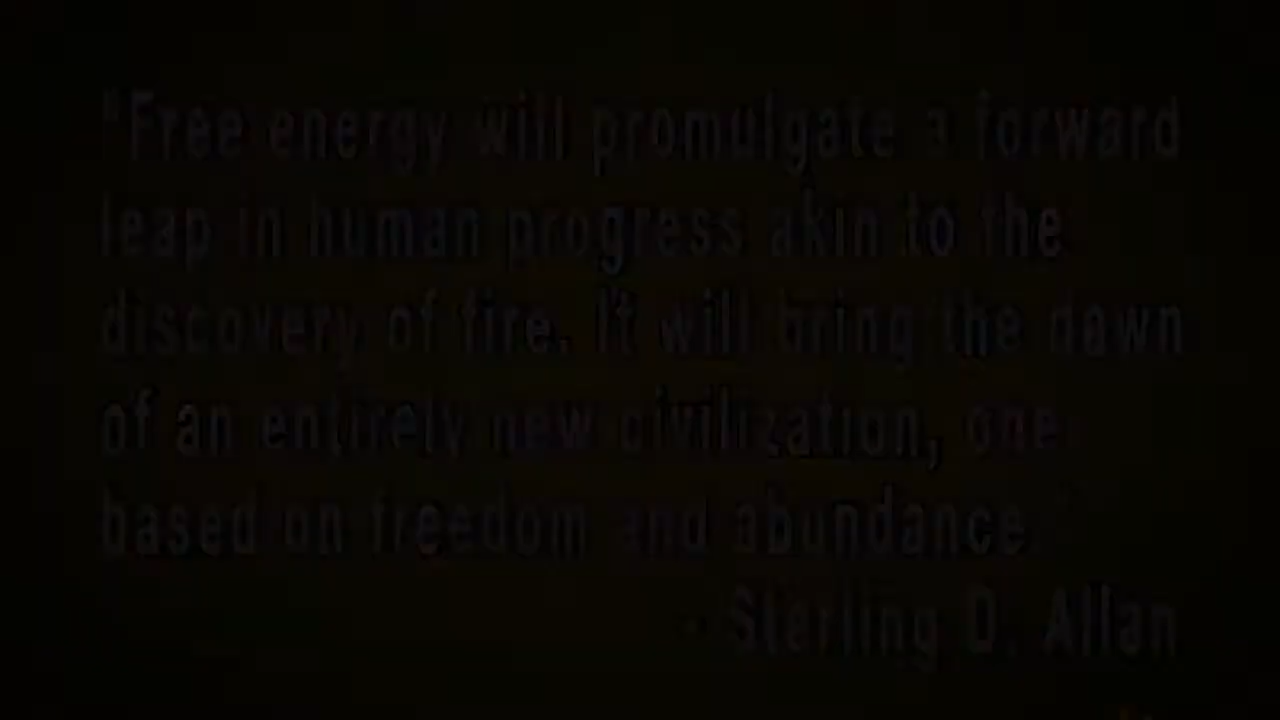 "Free energy will promulgate a forward
leap in human progress akin to the
discovery of fire. It will bring the dawn
of an entirely new civilization, one
based on freedom and abundance
- Sterling D. Allan